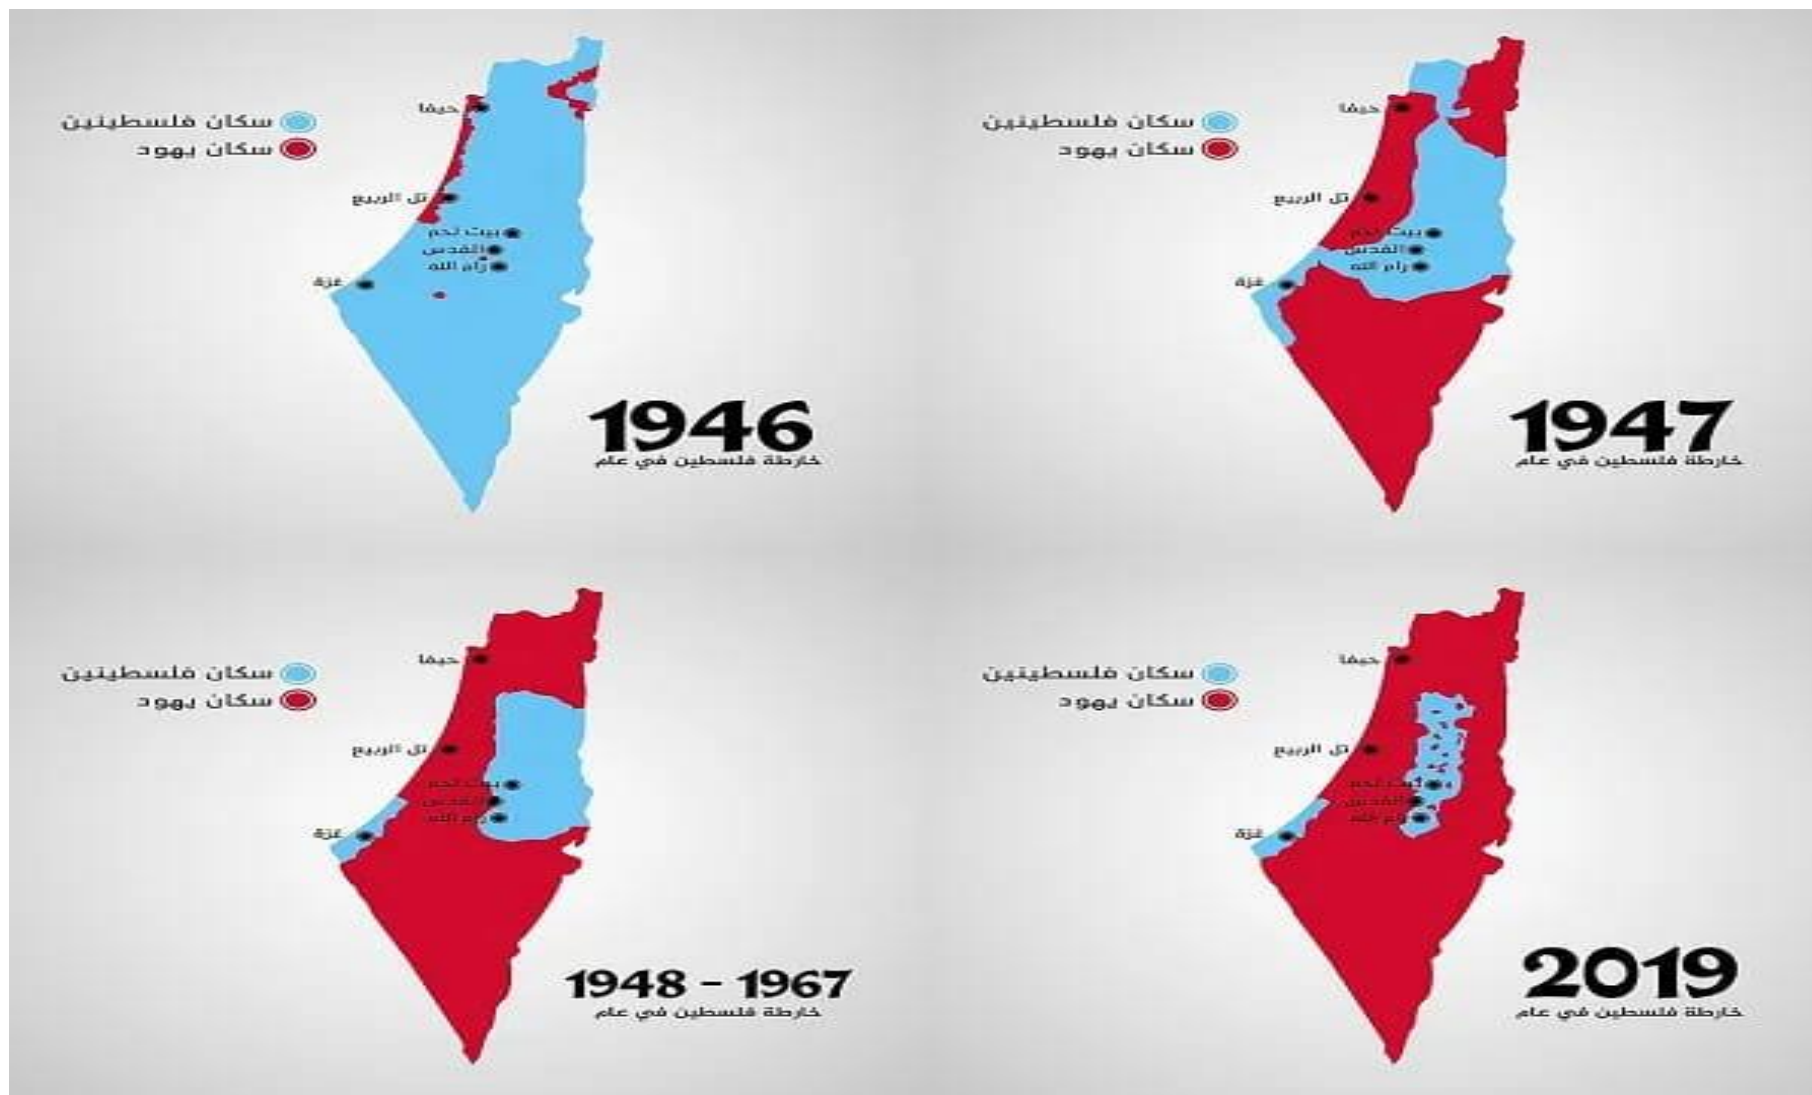 سكان فلسطينين
سكان يهود
حيفا
تل الربيع
بيت لحم
القدس
رام الله
غزة
1946
خارطة فلسطين في عام
سكان فلسطينين
سكان يهود
حيفا
تل الربيع
بيت لحم
القدس
رام الله
غزة
1947
خارطة فلسطين في عام
سكان فلسطينين
سكان يهود
حيفا
تل الربيع
بيت لحم
القدس
رام الله
غزة
1948 - 1967
خارطة فلسطين في عام
سكان فلسطينين
سكان يهود
حيفا
تل الربيع
بيت لحم
القدس
رام الله
غزة
2019
خارطة فلسطين في عام